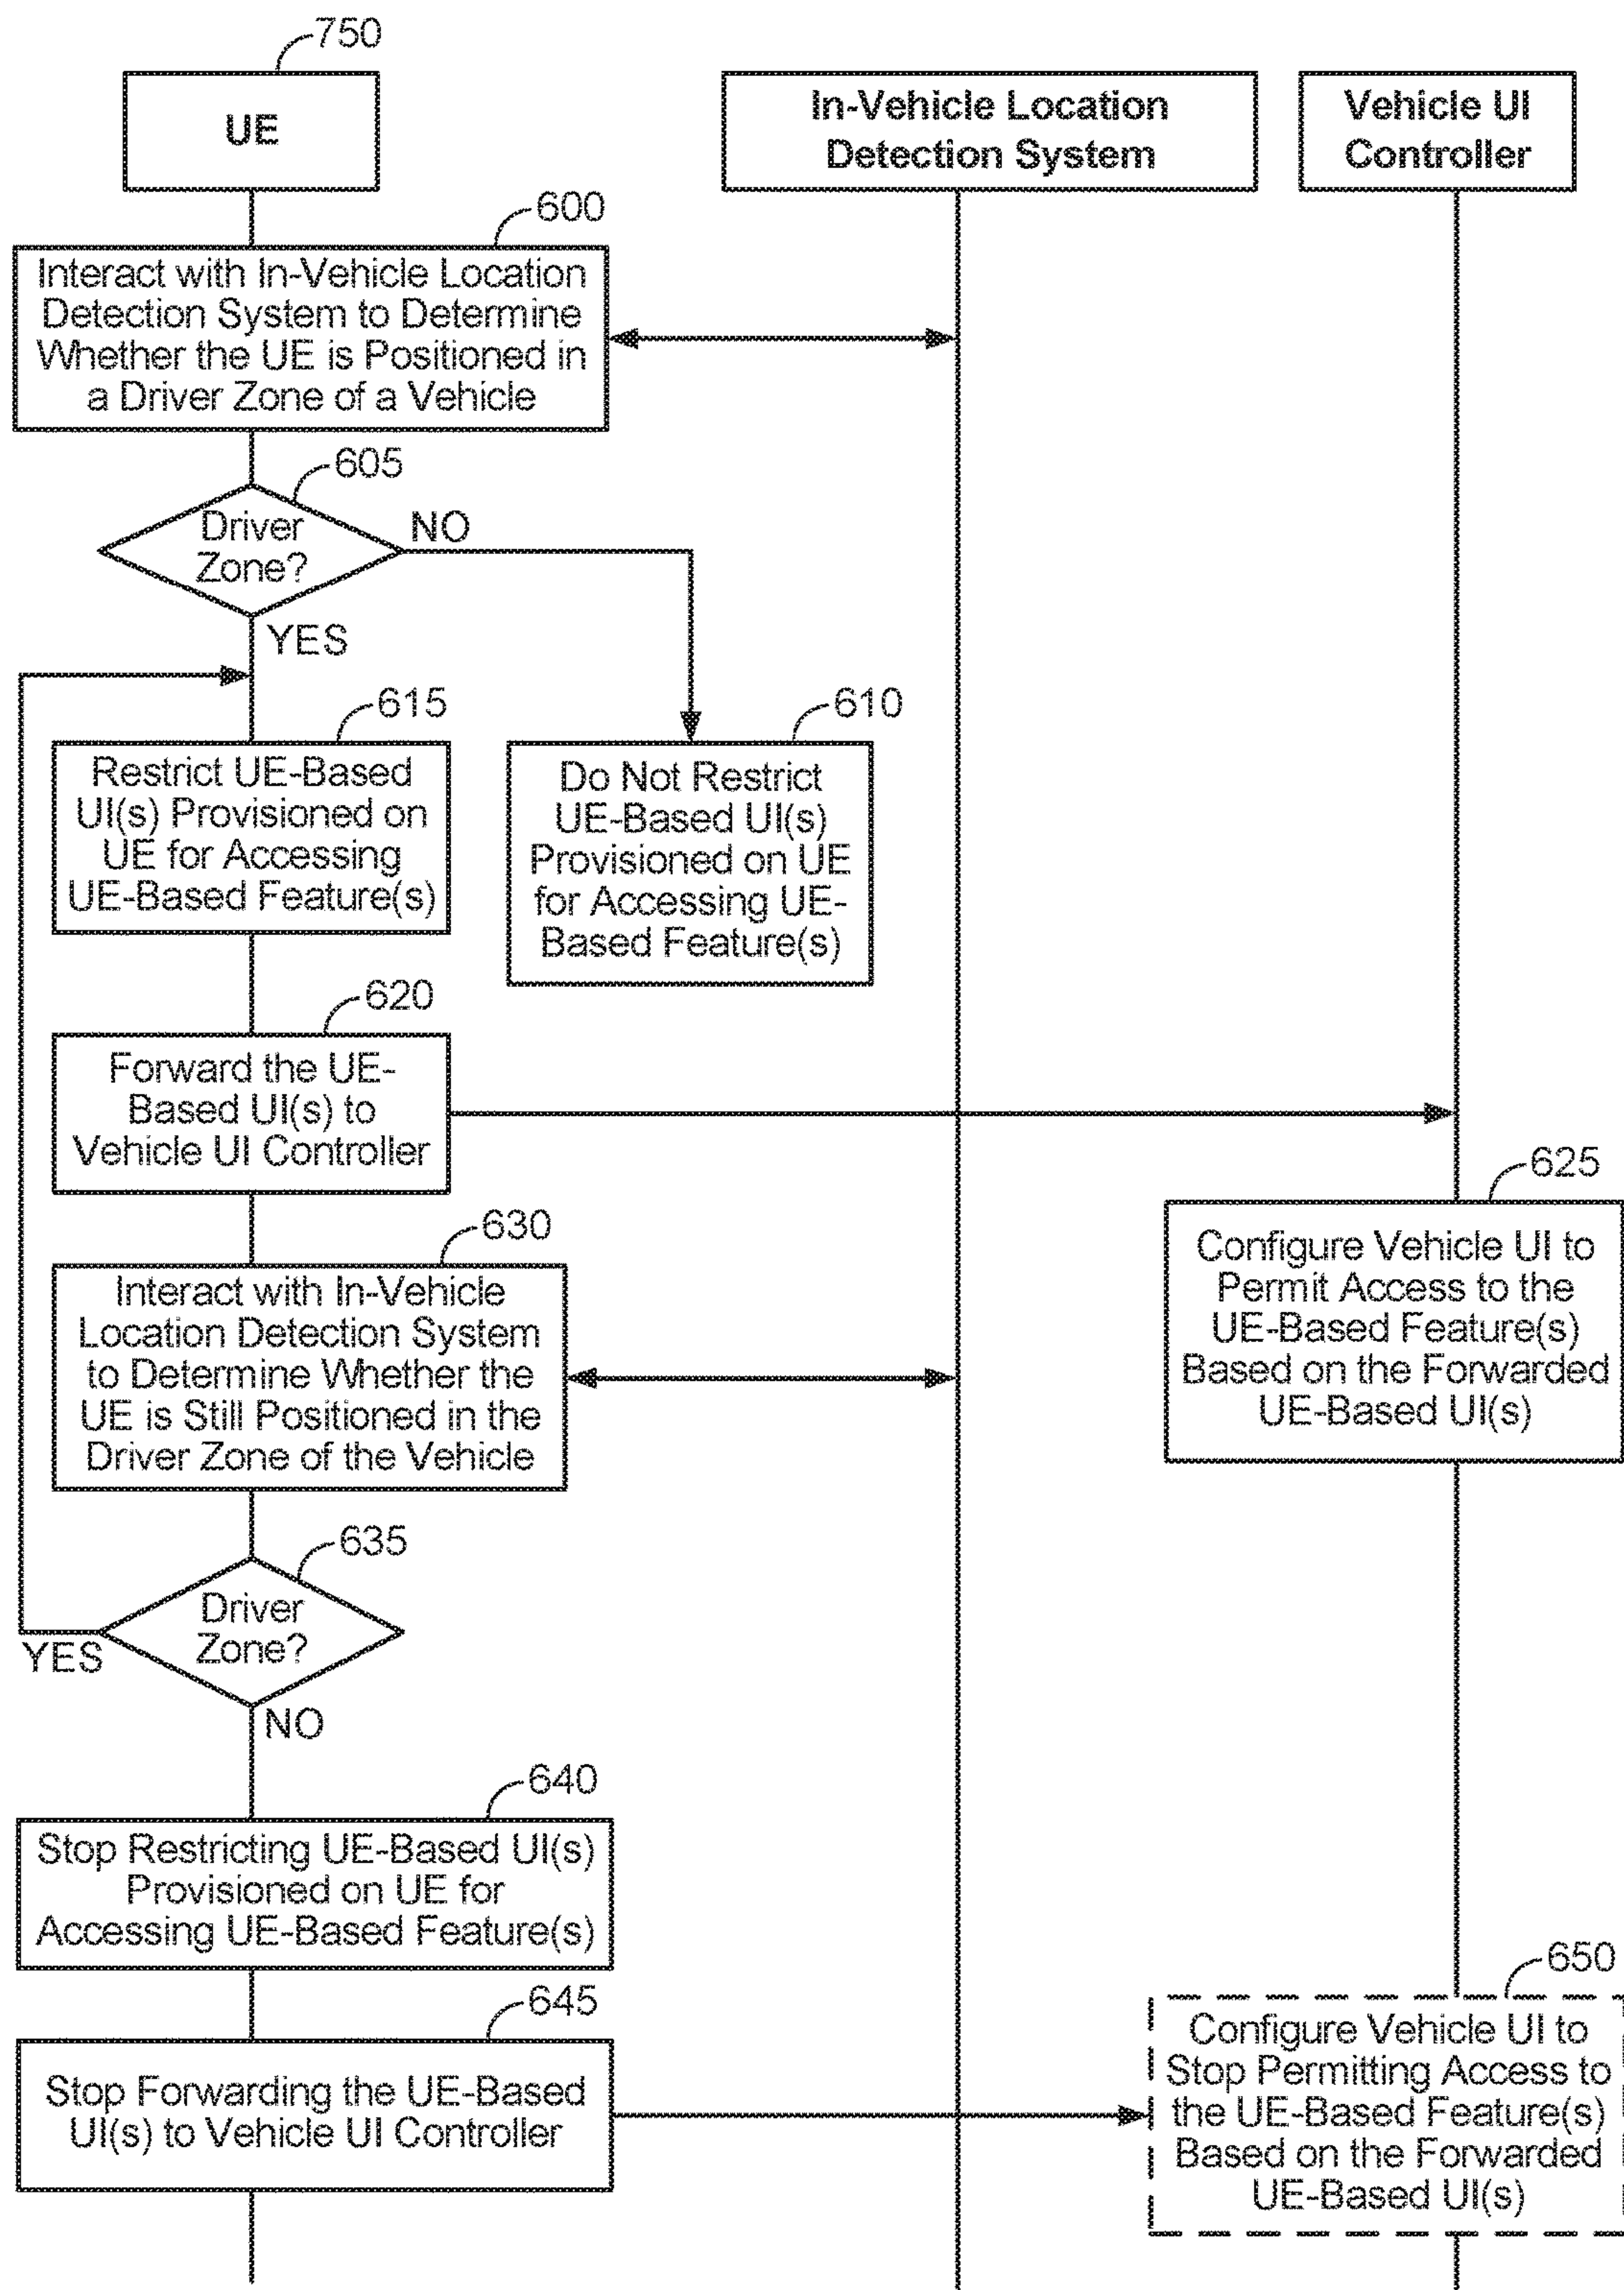 750
UE
In-Vehicle Location
Detection System
Vehicle UI
Controller
600
Interact with In-Vehicle Location
Detection System to Determine
Whether the UE is Positioned in
a Driver Zone of a Vehicle
605
Driver
Zone?
NO
YES
615
Restrict UE-Based
UI(s) Provisioned on
UE for Accessing
UE-Based Feature(s)
610
Do Not Restrict
UE-Based UI(s)
Provisioned on UE
for Accessing UE-
Based Feature(s)
620
Forward the UE-
Based UI(s) to
Vehicle UI Controller
625
Configure Vehicle UI to
Permit Access to the
UE-Based Feature(s)
Based on the Forwarded
UE-Based UI(s)
630
Interact with In-Vehicle
Location Detection System
to Determine Whether the
UE is Still Positioned in the
Driver Zone of the Vehicle
635
Driver
Zone?
YES
NO
640
Stop Restricting UE-Based UI(s)
Provisioned on UE for
Accessing UE-Based Feature(s)
645
Stop Forwarding the UE-Based
UI(s) to Vehicle UI Controller
650
Configure Vehicle UI to
Stop Permitting Access to
the UE-Based Feature(s)
Based on the Forwarded
UE-Based UI(s)